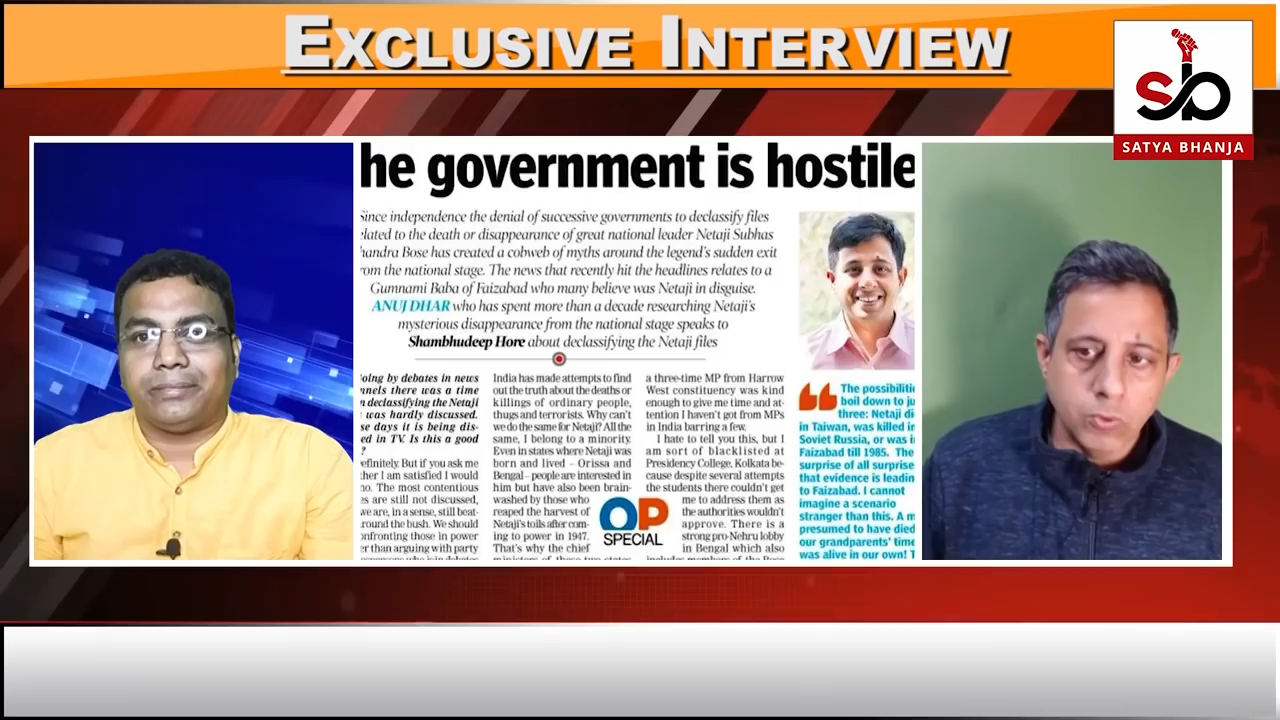 EXCLUSIVE INTERVIEW
sb
SATYA BHANJA
he government is hostile
Since independence the denial of successive governments to declassify files
elated to the death or disappearance of great national leader Netaji Subhas
handra Bose has created a cobweb of myths around the legend's sudden exit
rom the national stage. The news that recently hit the headlines relates to a
Gumnami Baba of Faizabad who many believe was Netaji in disguise.
ANUJ DHAR who has spent more than a decade researching Netaji's
mysterious disappearance from the national stage speaks to
Shambhudeep Hore about declassifying the Netaji files
oing by debates in news
nnels there was a time
n declassifying the Netaji
was hardly discussed.
se days it is being dis-
ed in TV. Is this a good
?
efinitely. But if you ask me
her I am satisfied I would
no. The most contentious
es are still not discussed,
we are, in a sense, still beat-
round the bush. We should
onfronting those in power
er than arguing with party
India has made attempts to find
out the truth about the deaths or
killings of ordinary people,
thugs and terrorists. Why can't
we do the same for Netaji? All the
same, I belong to a minority.
Even in states where Netaji was
born and lived – Orissa and
Bengal – people are interested in
him but have also been brain-
washed by those who
reaped the harvest of
Netaji's toils after com-
ing to power in 1947.
That's why the chief
ministers of these two states
OP
SPECIAL
a three-time MP from Harrow
West constituency was kind
enough to give me time and at-
tention I haven't got from MPs
in India barring a few.
I hate to tell you this, but I
am sort of blacklisted at
Presidency College, Kolkata be-
cause despite several attempts
the students there couldn't get
me to address them as
the authorities wouldn't
approve. There is a
strong pro-Nehru lobby
in Bengal which also
includes members of the Bose
The possibilitie
boil down to ju
three: Netaji di
in Taiwan, was killed in
Soviet Russia, or was i
Faizabad till 1985. The
surprise of all surprise
that evidence is leadin
to Faizabad. I cannot
imagine a scenario
stranger than this. A m
presumed to have died
our grandparents' time
was alive in our own! T